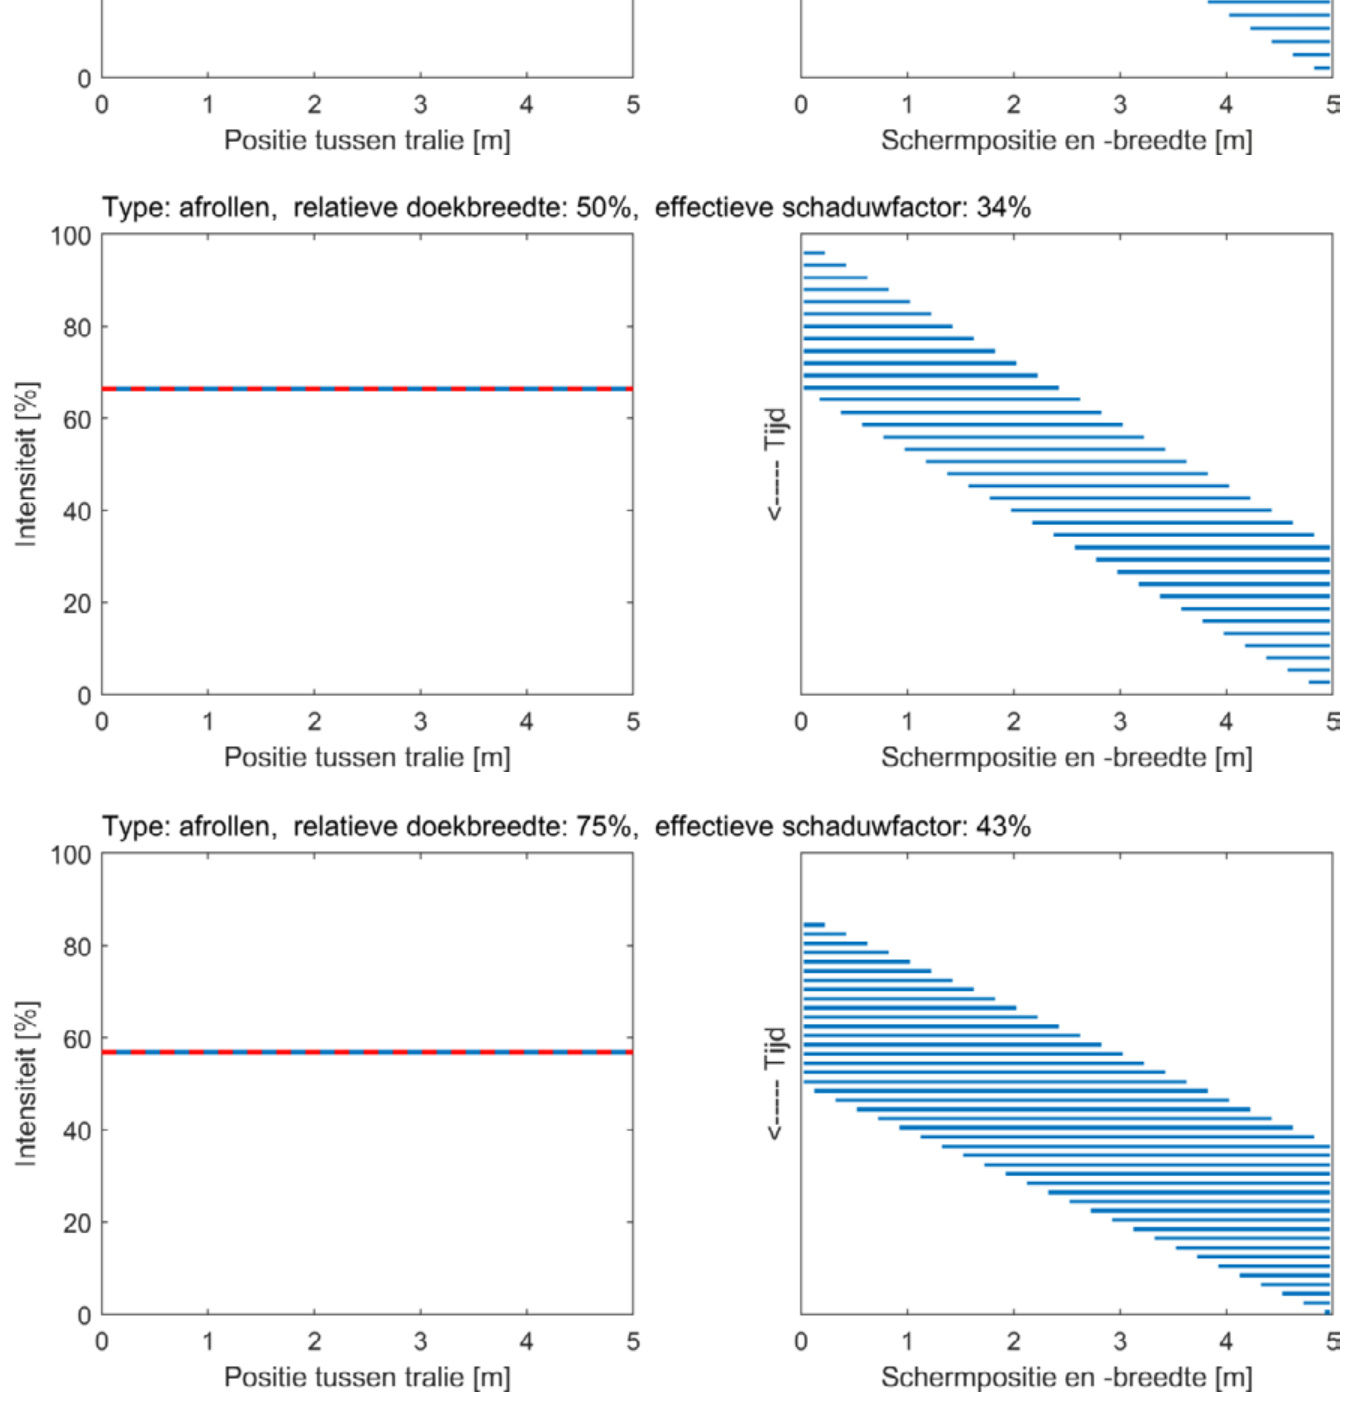 0
0 1 2 3 4 5
Positie tussen tralie [m]
0 1 2 3 4 5
Schermpositie en -breedte [m]
Type: afrollen, relatieve doekbreedte: 50%, effectieve schaduwfactor: 34%
100
80
60
40
20
0
Intensiteit [%]
0 1 2 3 4 5
Positie tussen tralie [m]
<----- Tijd
0 1 2 3 4 5
Schermpositie en -breedte [m]
Type: afrollen, relatieve doekbreedte: 75%, effectieve schaduwfactor: 43%
100
80
60
40
20
0
Intensiteit [%]
0 1 2 3 4 5
Positie tussen tralie [m]
<----- Tijd
0 1 2 3 4 5
Schermpositie en -breedte [m]